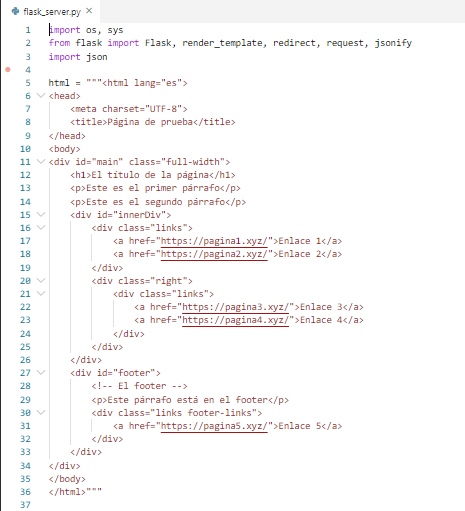 flask_server.py ×
1 import os, sys
2 from flask import Flask, render_template, redirect, request, jsonify
3 import json
4
5 html = """<html lang="es">
6 <head>
7     <meta charset="UTF-8">
8     <title>Página de prueba</title>
9 </head>
10 <body>
11 <div id="main" class="full-width">
12     <h1>El título de la página</h1>
13     <p>Este es el primer párrafo</p>
14     <p>Este es el segundo párrafo</p>
15     <div id="innerDiv">
16         <div class="links">
17             <a href="https://pagina1.xyz/">Enlace 1</a>
18             <a href="https://pagina2.xyz/">Enlace 2</a>
19         </div>
20         <div class="right">
21             <div class="links">
22                 <a href="https://pagina3.xyz/">Enlace 3</a>
23                 <a href="https://pagina4.xyz/">Enlace 4</a>
24             </div>
25         </div>
26     </div>
27     <div id="footer">
28         <!-- El footer -->
29         <p>Este párrafo está en el footer</p>
30         <div class="links footer-links">
31             <a href="https://pagina5.xyz/">Enlace 5</a>
32         </div>
33     </div>
34 </div>
35 </body>
36 </html>"""
37